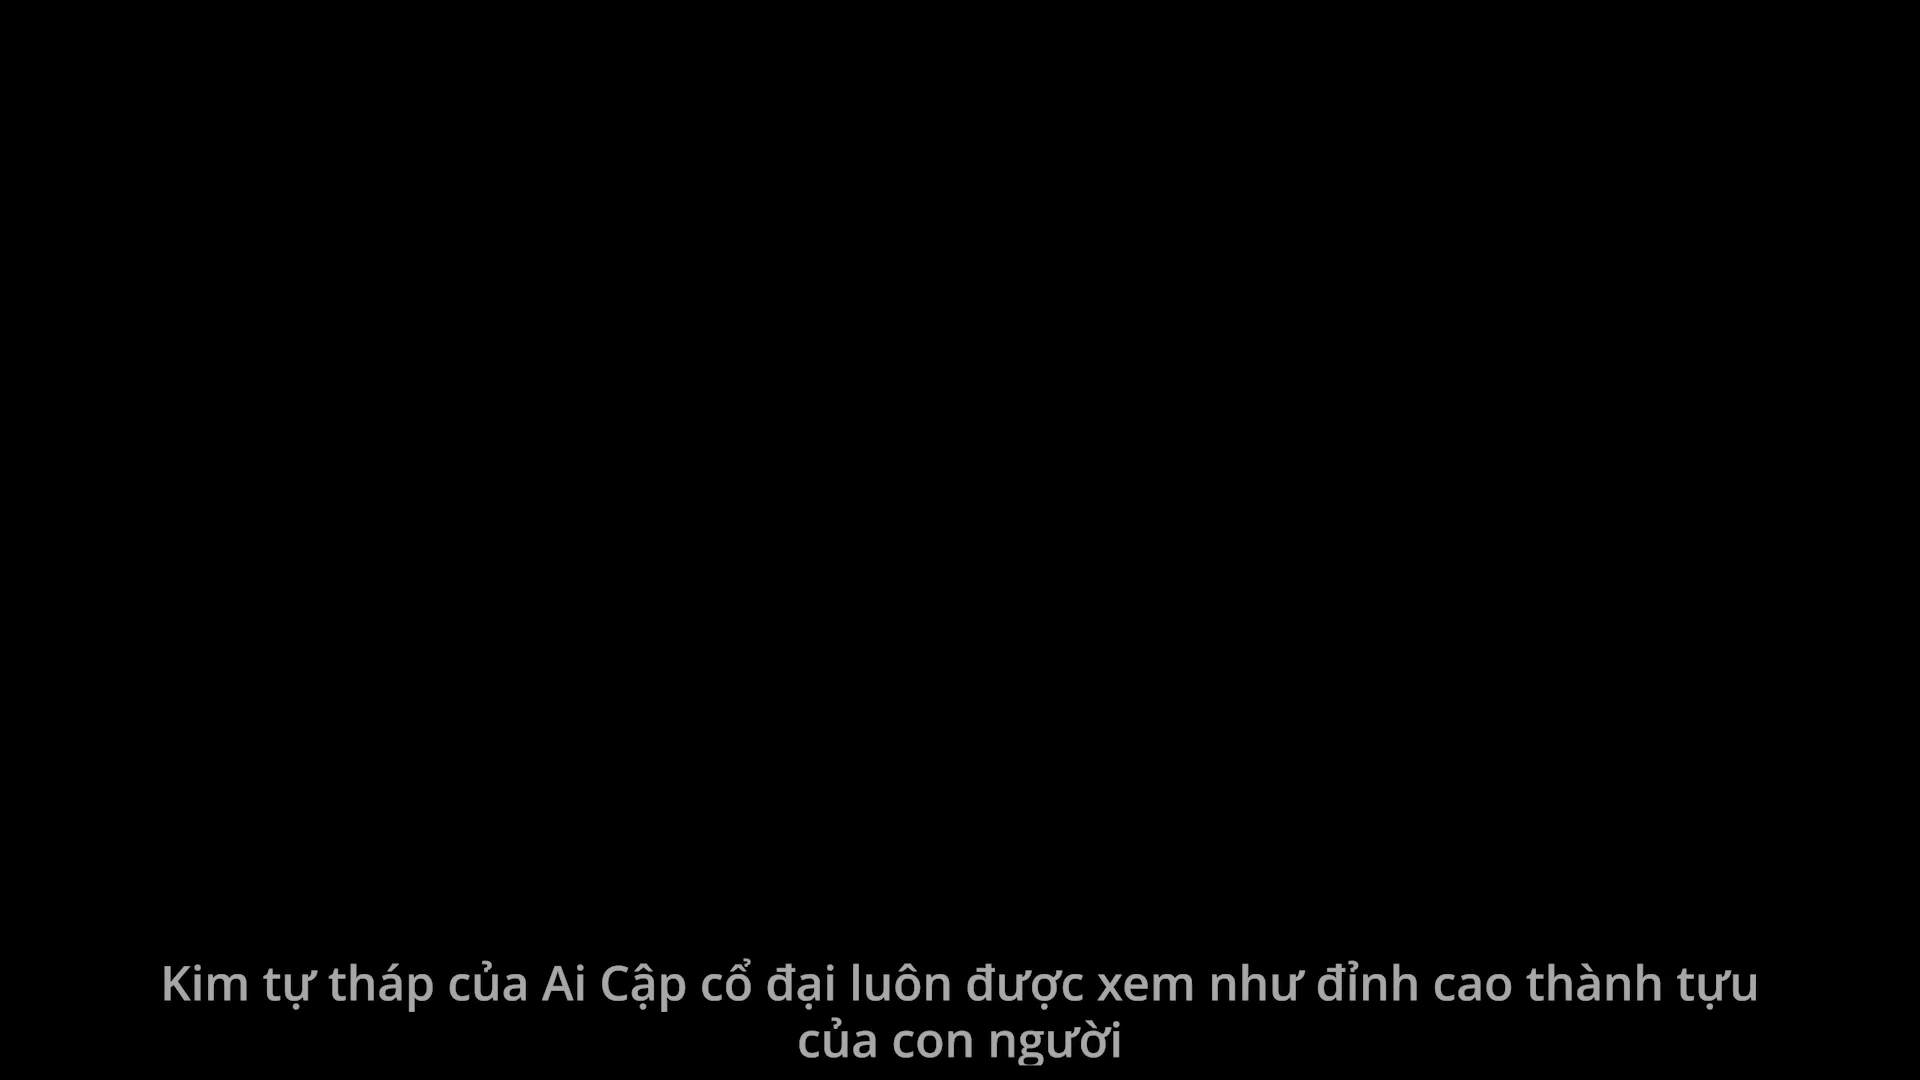 Kim tự tháp của Ai Cập cổ đại luôn được xem như đỉnh cao thành tựu
của con người